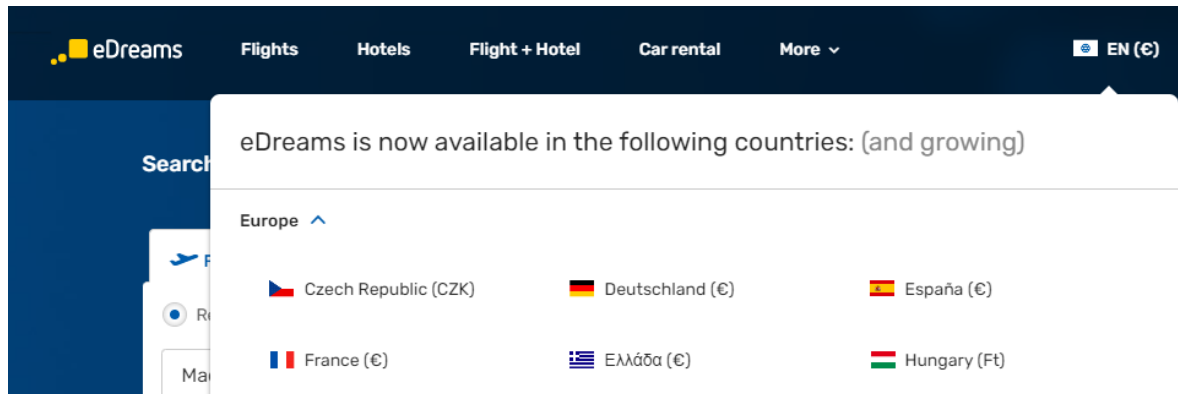 eDreams Flights Hotels Flight + Hotel Car rental More EN (€)
eDreams is now available in the following countries: (and growing)
Search
Europe
Czech Republic (CZK) Deutschland (€) España (€)
France (€) Ελλάδα (€) Hungary (Ft)